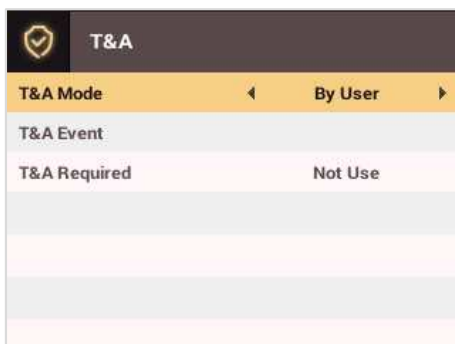 T&A
T&A Mode By User
T&A Event
T&A Required Not Use